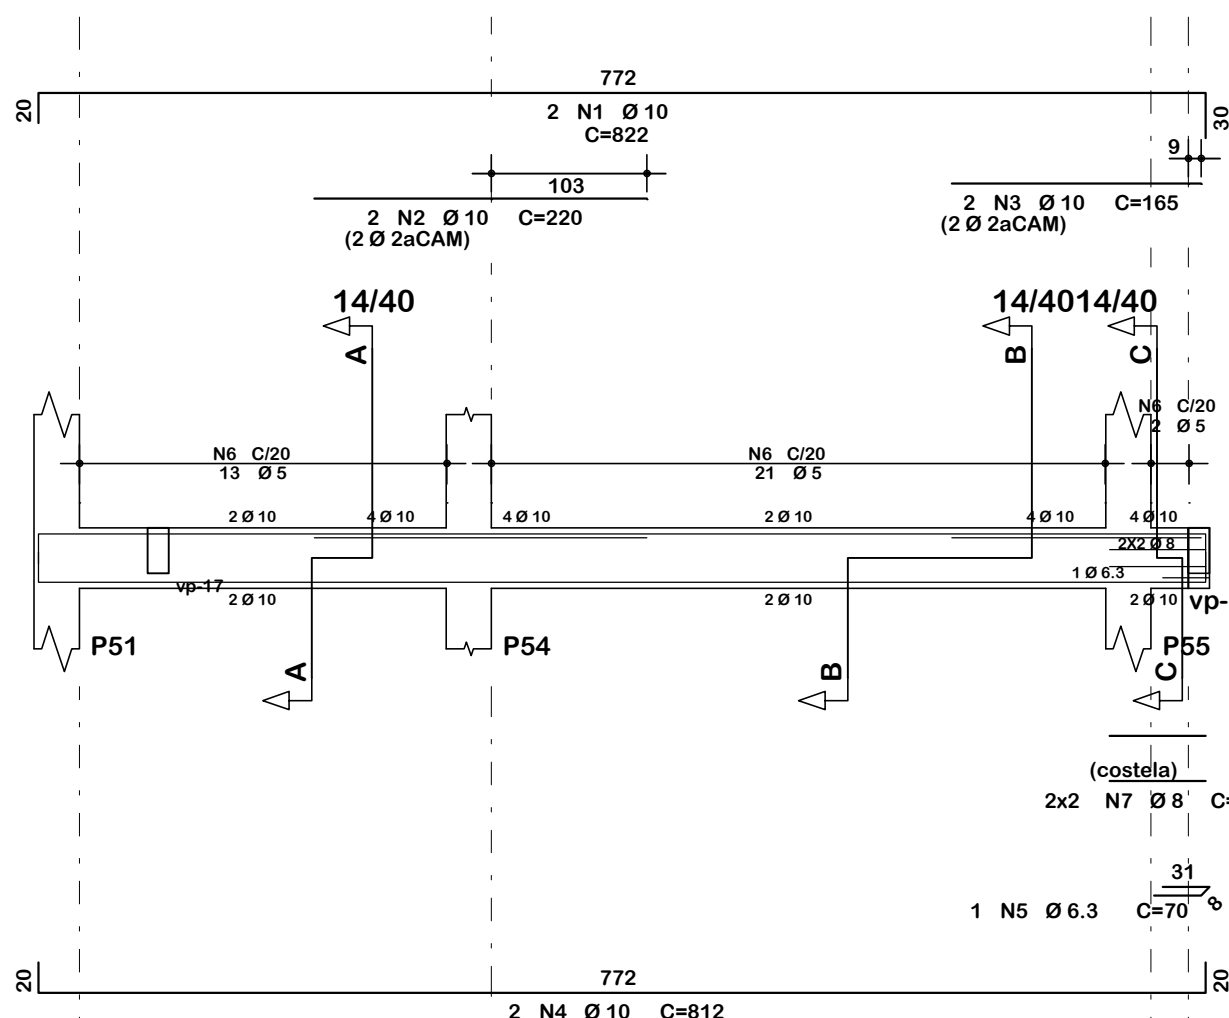 772
20
30
2 N1 Ø 10
C=822
9
103
2 N2 Ø 10 C=220
(2 Ø 2aCAM)
2 N3 Ø 10 C=165
(2 Ø 2aCAM)
14/40
14/40
14/40
A
B
C
N6 C/20
2 Ø 5
N6 C/20
13 Ø 5
N6 C/20
21 Ø 5
2 Ø 10
4 Ø 10
4 Ø 10
2 Ø 10
4 Ø 10
4 Ø 10
2X2 Ø 8
1 Ø 6.3
vp-17
2 Ø 10
2 Ø 10
2 Ø 10
vp-
P51
P54
P55
A
B
C
(costela)
2x2 N7 Ø 8 C=
31
8
1 N5 Ø 6.3 C=70
20
772
20
2 N4 Ø 10 C=812